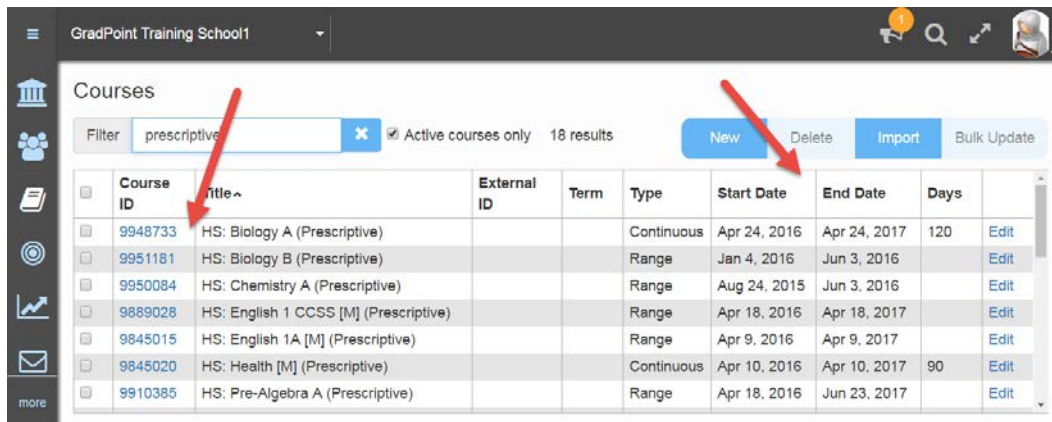 GradPoint Training School1
1
Courses
Filter prescriptive Active courses only 18 results New Delete Import Bulk Update
Course ID Title External ID Term Type Start Date End Date Days
9948733 HS: Biology A (Prescriptive) Continuous Apr 24, 2016 Apr 24, 2017 120 Edit
9951181 HS: Biology B (Prescriptive) Range Jan 4, 2016 Jun 3, 2016 Edit
9950084 HS: Chemistry A (Prescriptive) Range Aug 24, 2015 Jun 3, 2016 Edit
9889028 HS: English 1 CCSS [M] (Prescriptive) Range Apr 18, 2016 Apr 18, 2017 Edit
9845015 HS: English 1A [M] (Prescriptive) Range Apr 9, 2016 Apr 9, 2017 Edit
9845020 HS: Health [M] (Prescriptive) Continuous Apr 10, 2016 Apr 10, 2017 90 Edit
9910385 HS: Pre-Algebra A (Prescriptive) Range Apr 18, 2016 Jun 23, 2017 Edit
more